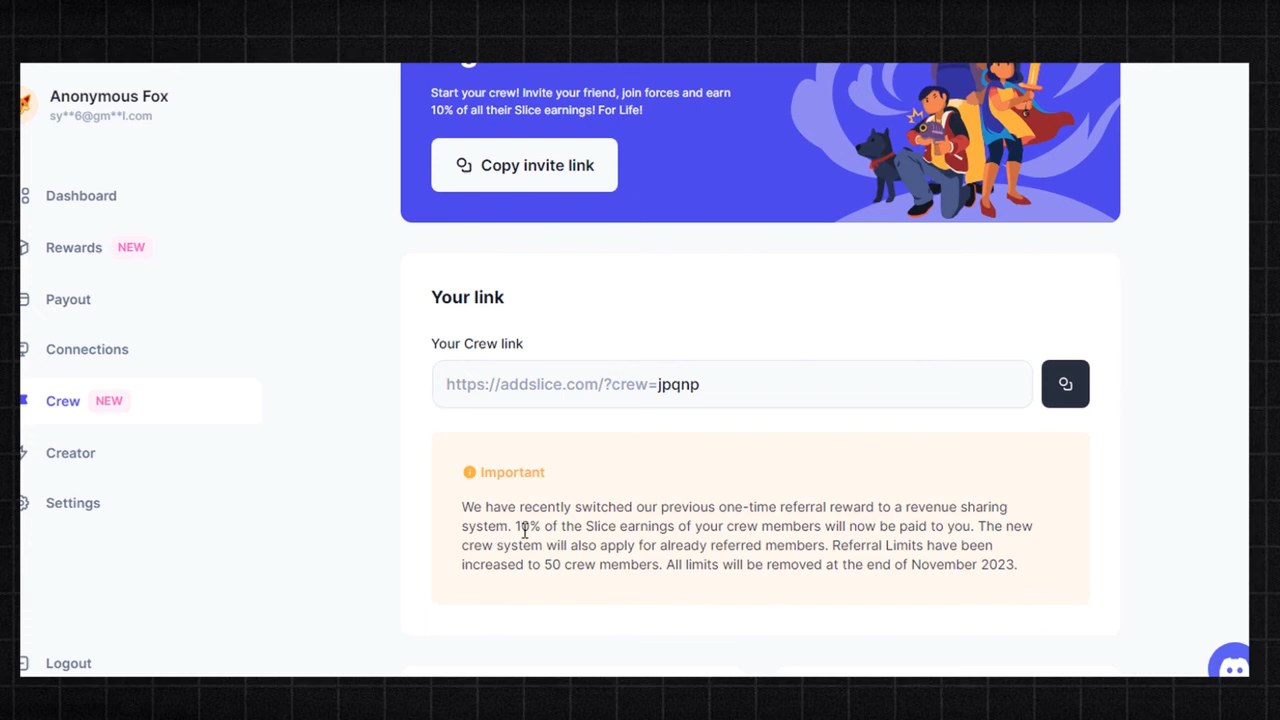 Anonymous Fox
sy**6@gm**l.com
Dashboard
Rewards NEW
Payout
Connections
Crew NEW
Creator
Settings
Logout
Start your crew! Invite your friend, join forces and earn
10% of all their Slice earnings! For Life!
Copy invite link
Your link
Your Crew link
https://addslice.com/?crew=jpqnp
Important
We have recently switched our previous one-time referral reward to a revenue sharing
system. 10% of the Slice earnings of your crew members will now be paid to you. The new
crew system will also apply for already referred members. Referral Limits have been
increased to 50 crew members. All limits will be removed at the end of November 2023.